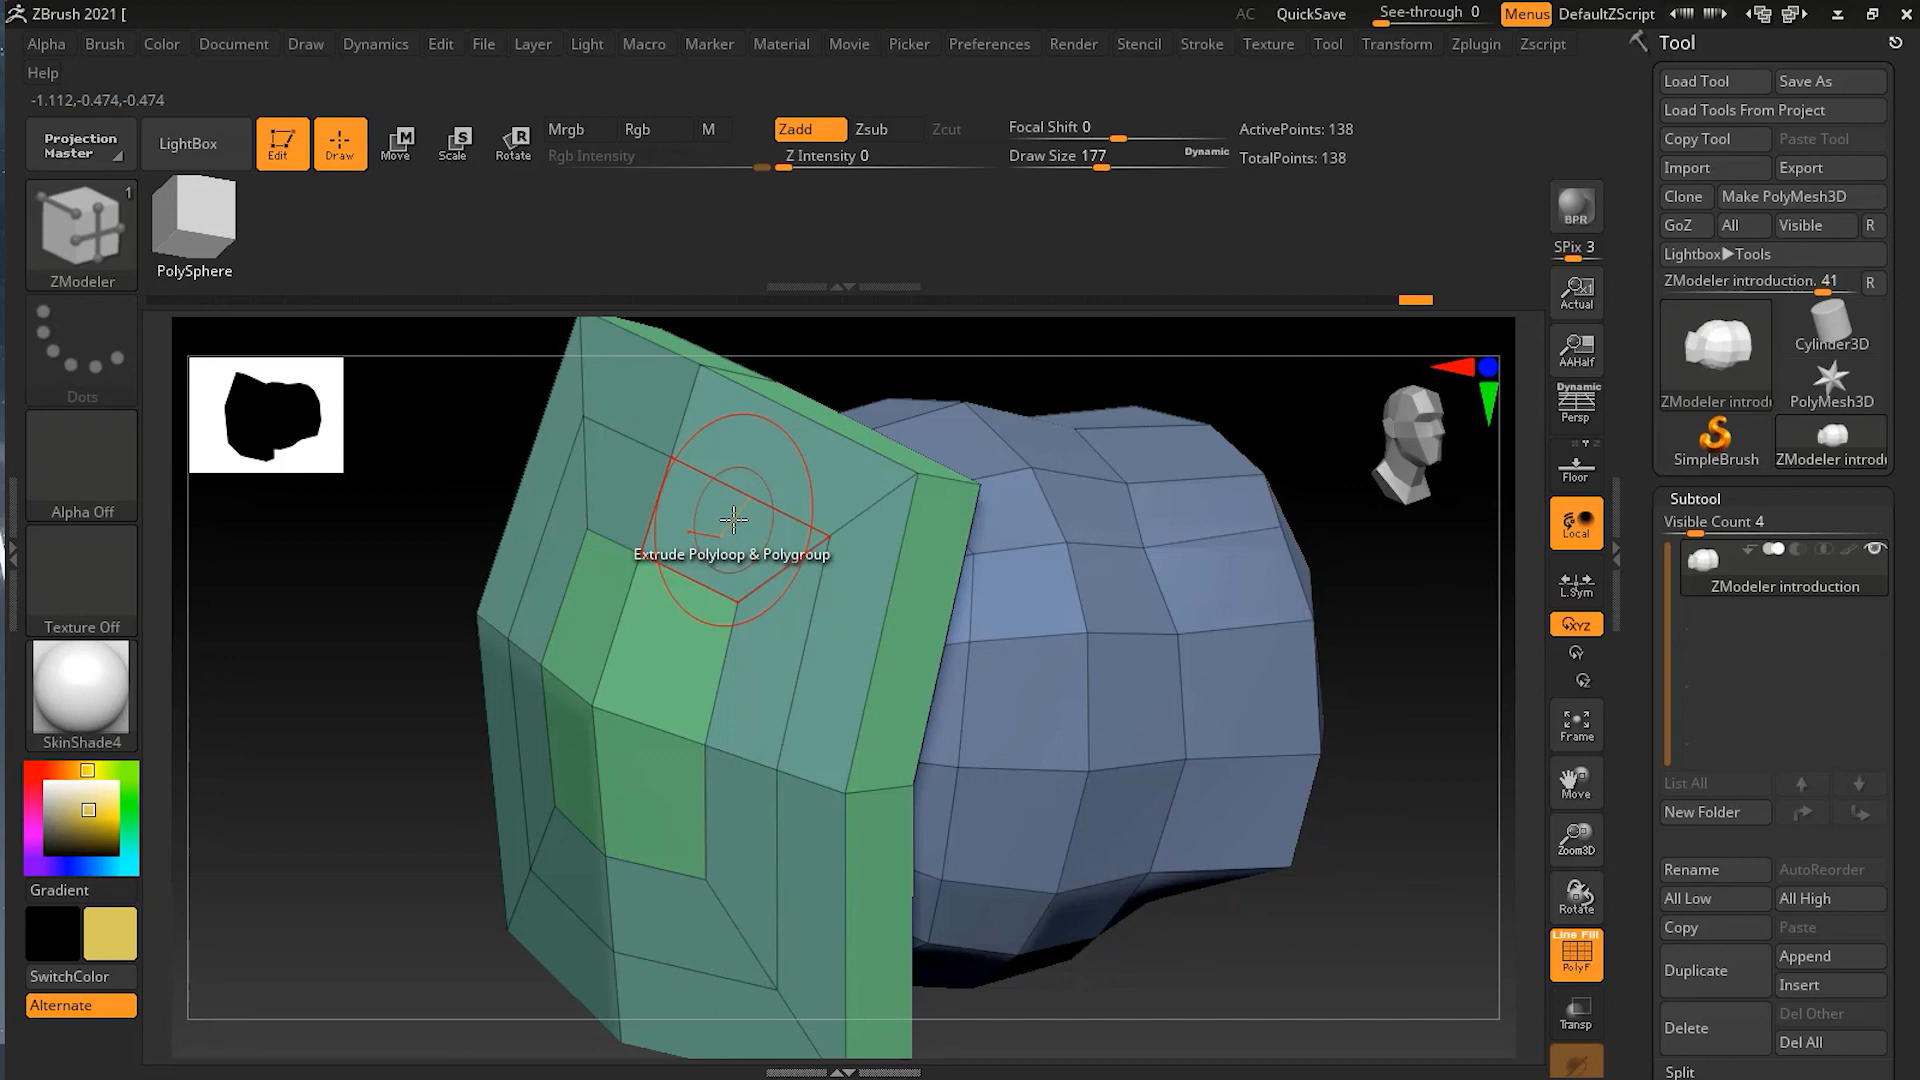 ZBrush 2021 [
AC QuickSave See-through 0 Menus DefaultZScript
Alpha Brush Color Document Draw Dynamics Edit File Layer Light Macro Marker Material Movie Picker Preferences Render Stencil Stroke Texture Tool Transform Zplugin Zscript
Help
-1.112,-0.474,-0.474
Projection Master
LightBox
Edit
Draw
M
Move
S
Scale
R
Rotate
Mrgb Rgb M
Rgb Intensity
Zadd Zsub Zcut
Z Intensity 0
Focal Shift 0
Draw Size 177 Dynamic
ActivePoints: 138
TotalPoints: 138
1
ZModeler
PolySphere
Dots
Alpha Off
Texture Off
SkinShade4
Gradient
SwitchColor
Alternate
Extrude Polyloop & Polygroup
BPR
SPix 3
x1
Actual
AAHalf
Dynamic
Persp
Floor
Local
L.Sym
XYZ
Y
Z
Frame
Move
Zoom3D
Rotate
Line Fill
PolyF
Transp
Tool
Load Tool Save As
Load Tools From Project
Copy Tool Paste Tool
Import Export
Clone Make PolyMesh3D
GoZ All Visible R
Lightbox▶Tools
ZModeler introduction. 41 R
ZModeler introdu
Cylinder3D
PolyMesh3D
SimpleBrush
ZModeler introdu
Subtool
Visible Count 4
ZModeler introduction
List All
New Folder
Rename AutoReorder
All Low All High
Copy Paste
Duplicate Append
Insert
Delete Del Other
Del All
Split